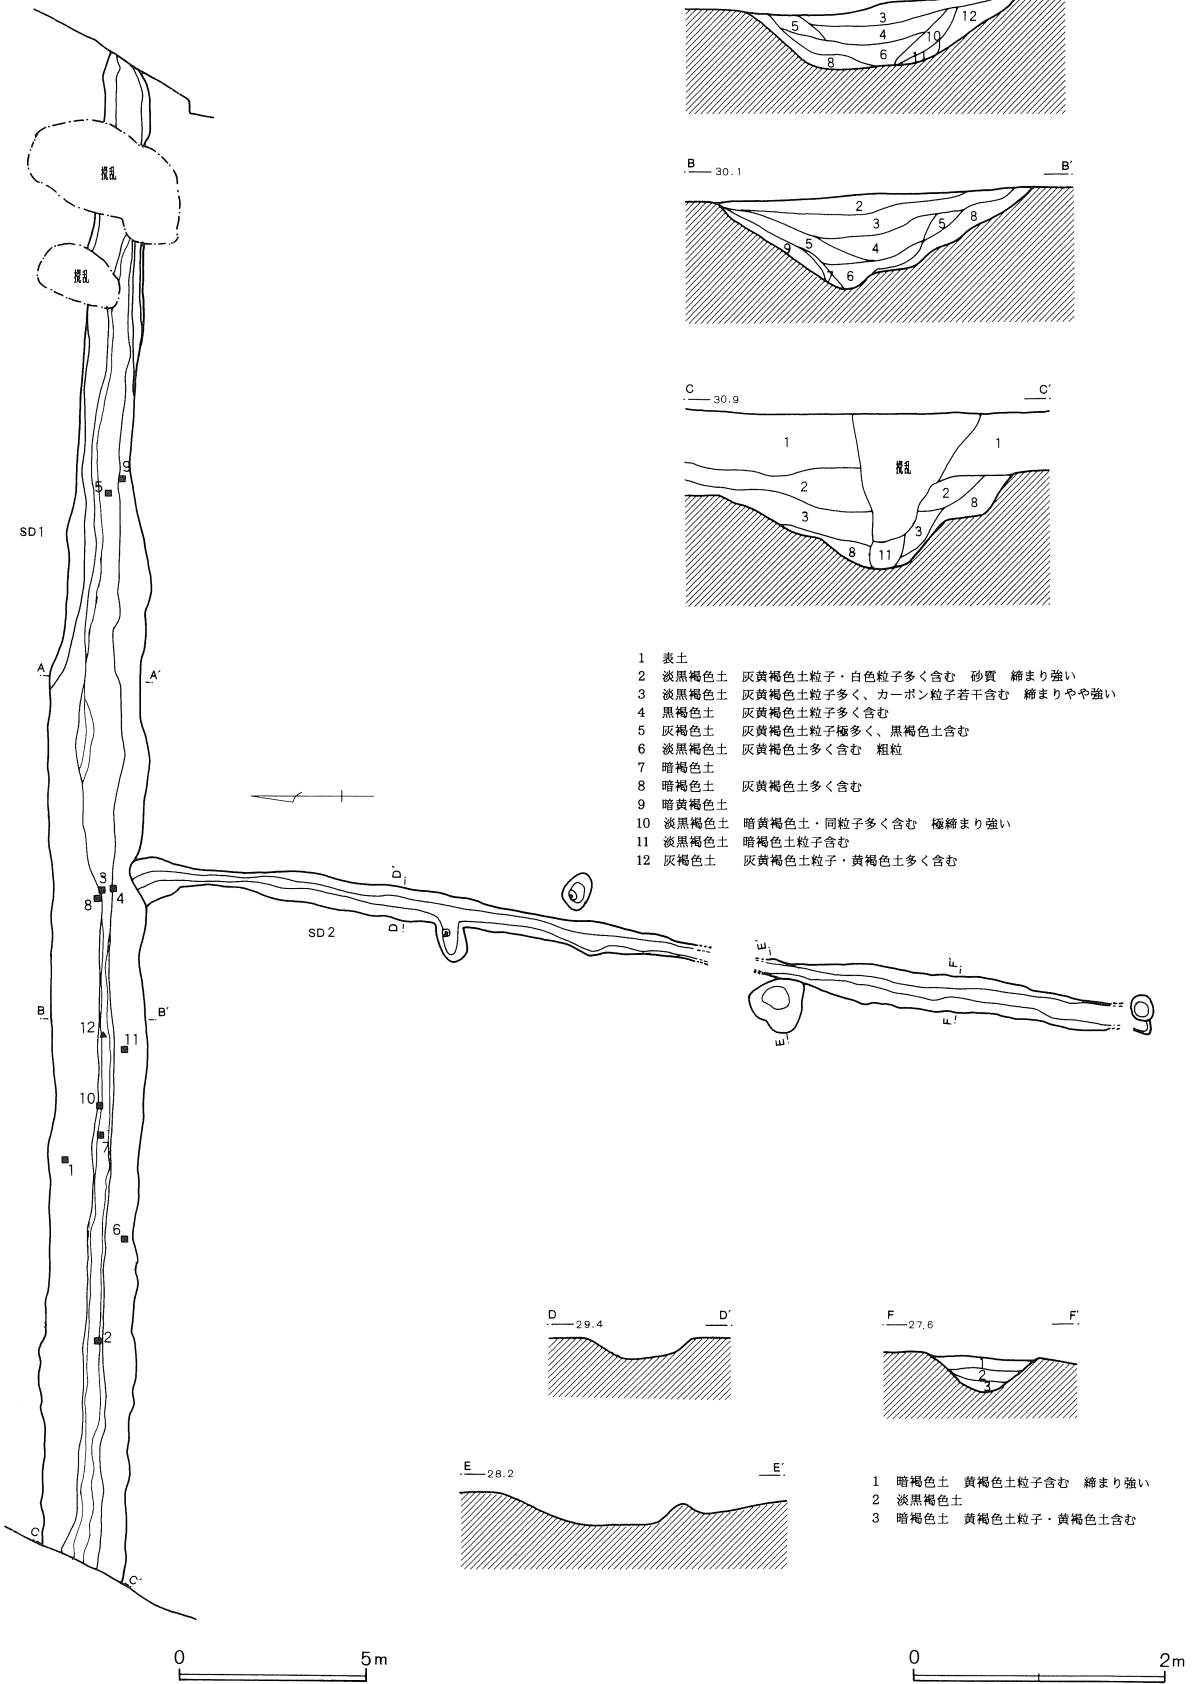 3
12
5
4
10
6
11
8
撹乱
B
30.1
B′
2
3
8
5
5
9
4
7
6
撹乱
C
30.9
C′
1
撹乱
1
2
2
8
3
3
8
11
9
5
SD1
1 表土
2 淡黒褐色土 灰黄褐色土粒子・白色粒子多く含む 砂質 締まり強い
3 淡黒褐色土 灰黄褐色土粒子多く、カーボン粒子若干含む 締まりやや強い
4 黒褐色土 灰黄褐色土粒子多く含む
5 灰褐色土 灰黄褐色土粒子極多く、黒褐色土含む
6 淡黒褐色土 灰黄褐色土多く含む 粗粒
7 暗褐色土
8 暗褐色土 灰黄褐色土多く含む
9 暗黄褐色土
10 淡黒褐色土 暗黄褐色土・同粒子多く含む 極締まり強い
11 淡黒褐色土 暗褐色土粒子含む
12 灰褐色土 灰黄褐色土粒子・黄褐色土多く含む
A
A′
3
8
4
D′
D
SD2
E′
E
F′
F
B
B′
12
11
10
7
1
6
2
D
29.4
D′
F
27.6
F′
1
2
3
E
28.2
E′
1 暗褐色土 黄褐色土粒子含む 締まり強い
2 淡黒褐色土
3 暗褐色土 黄褐色土粒子・黄褐色土含む
C
C′
0 5m
0 2m